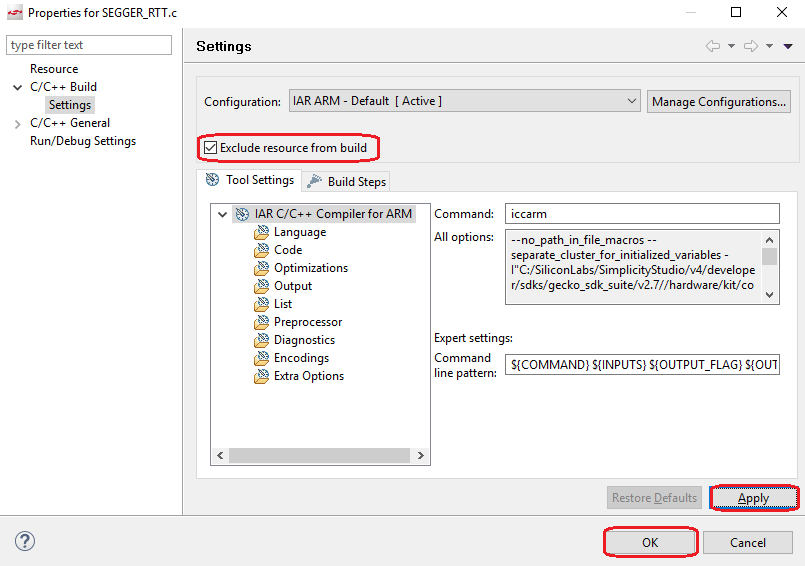 Properties for SEGGER_RTT.c
type filter text
Resource
C/C++ Build
Settings
C/C++ General
Run/Debug Settings
Settings
Configuration:
IAR ARM - Default [ Active ]
Manage Configurations...
Exclude resource from build
Tool Settings
Build Steps
IAR C/C++ Compiler for ARM
Language
Code
Optimizations
Output
List
Preprocessor
Diagnostics
Encodings
Extra Options
Command:
iccarm
All options:
--no_path_in_file_macros --
separate_cluster_for_initialized_variables -
I"C:/SiliconLabs/SimplicityStudio/v4/develope
r/sdks/gecko_sdk_suite/v2.7//hardware/kit/co
Expert settings:
Command
line pattern:
${COMMAND} ${INPUTS} ${OUTPUT_FLAG} ${OUT
Restore Defaults
Apply
OK
Cancel